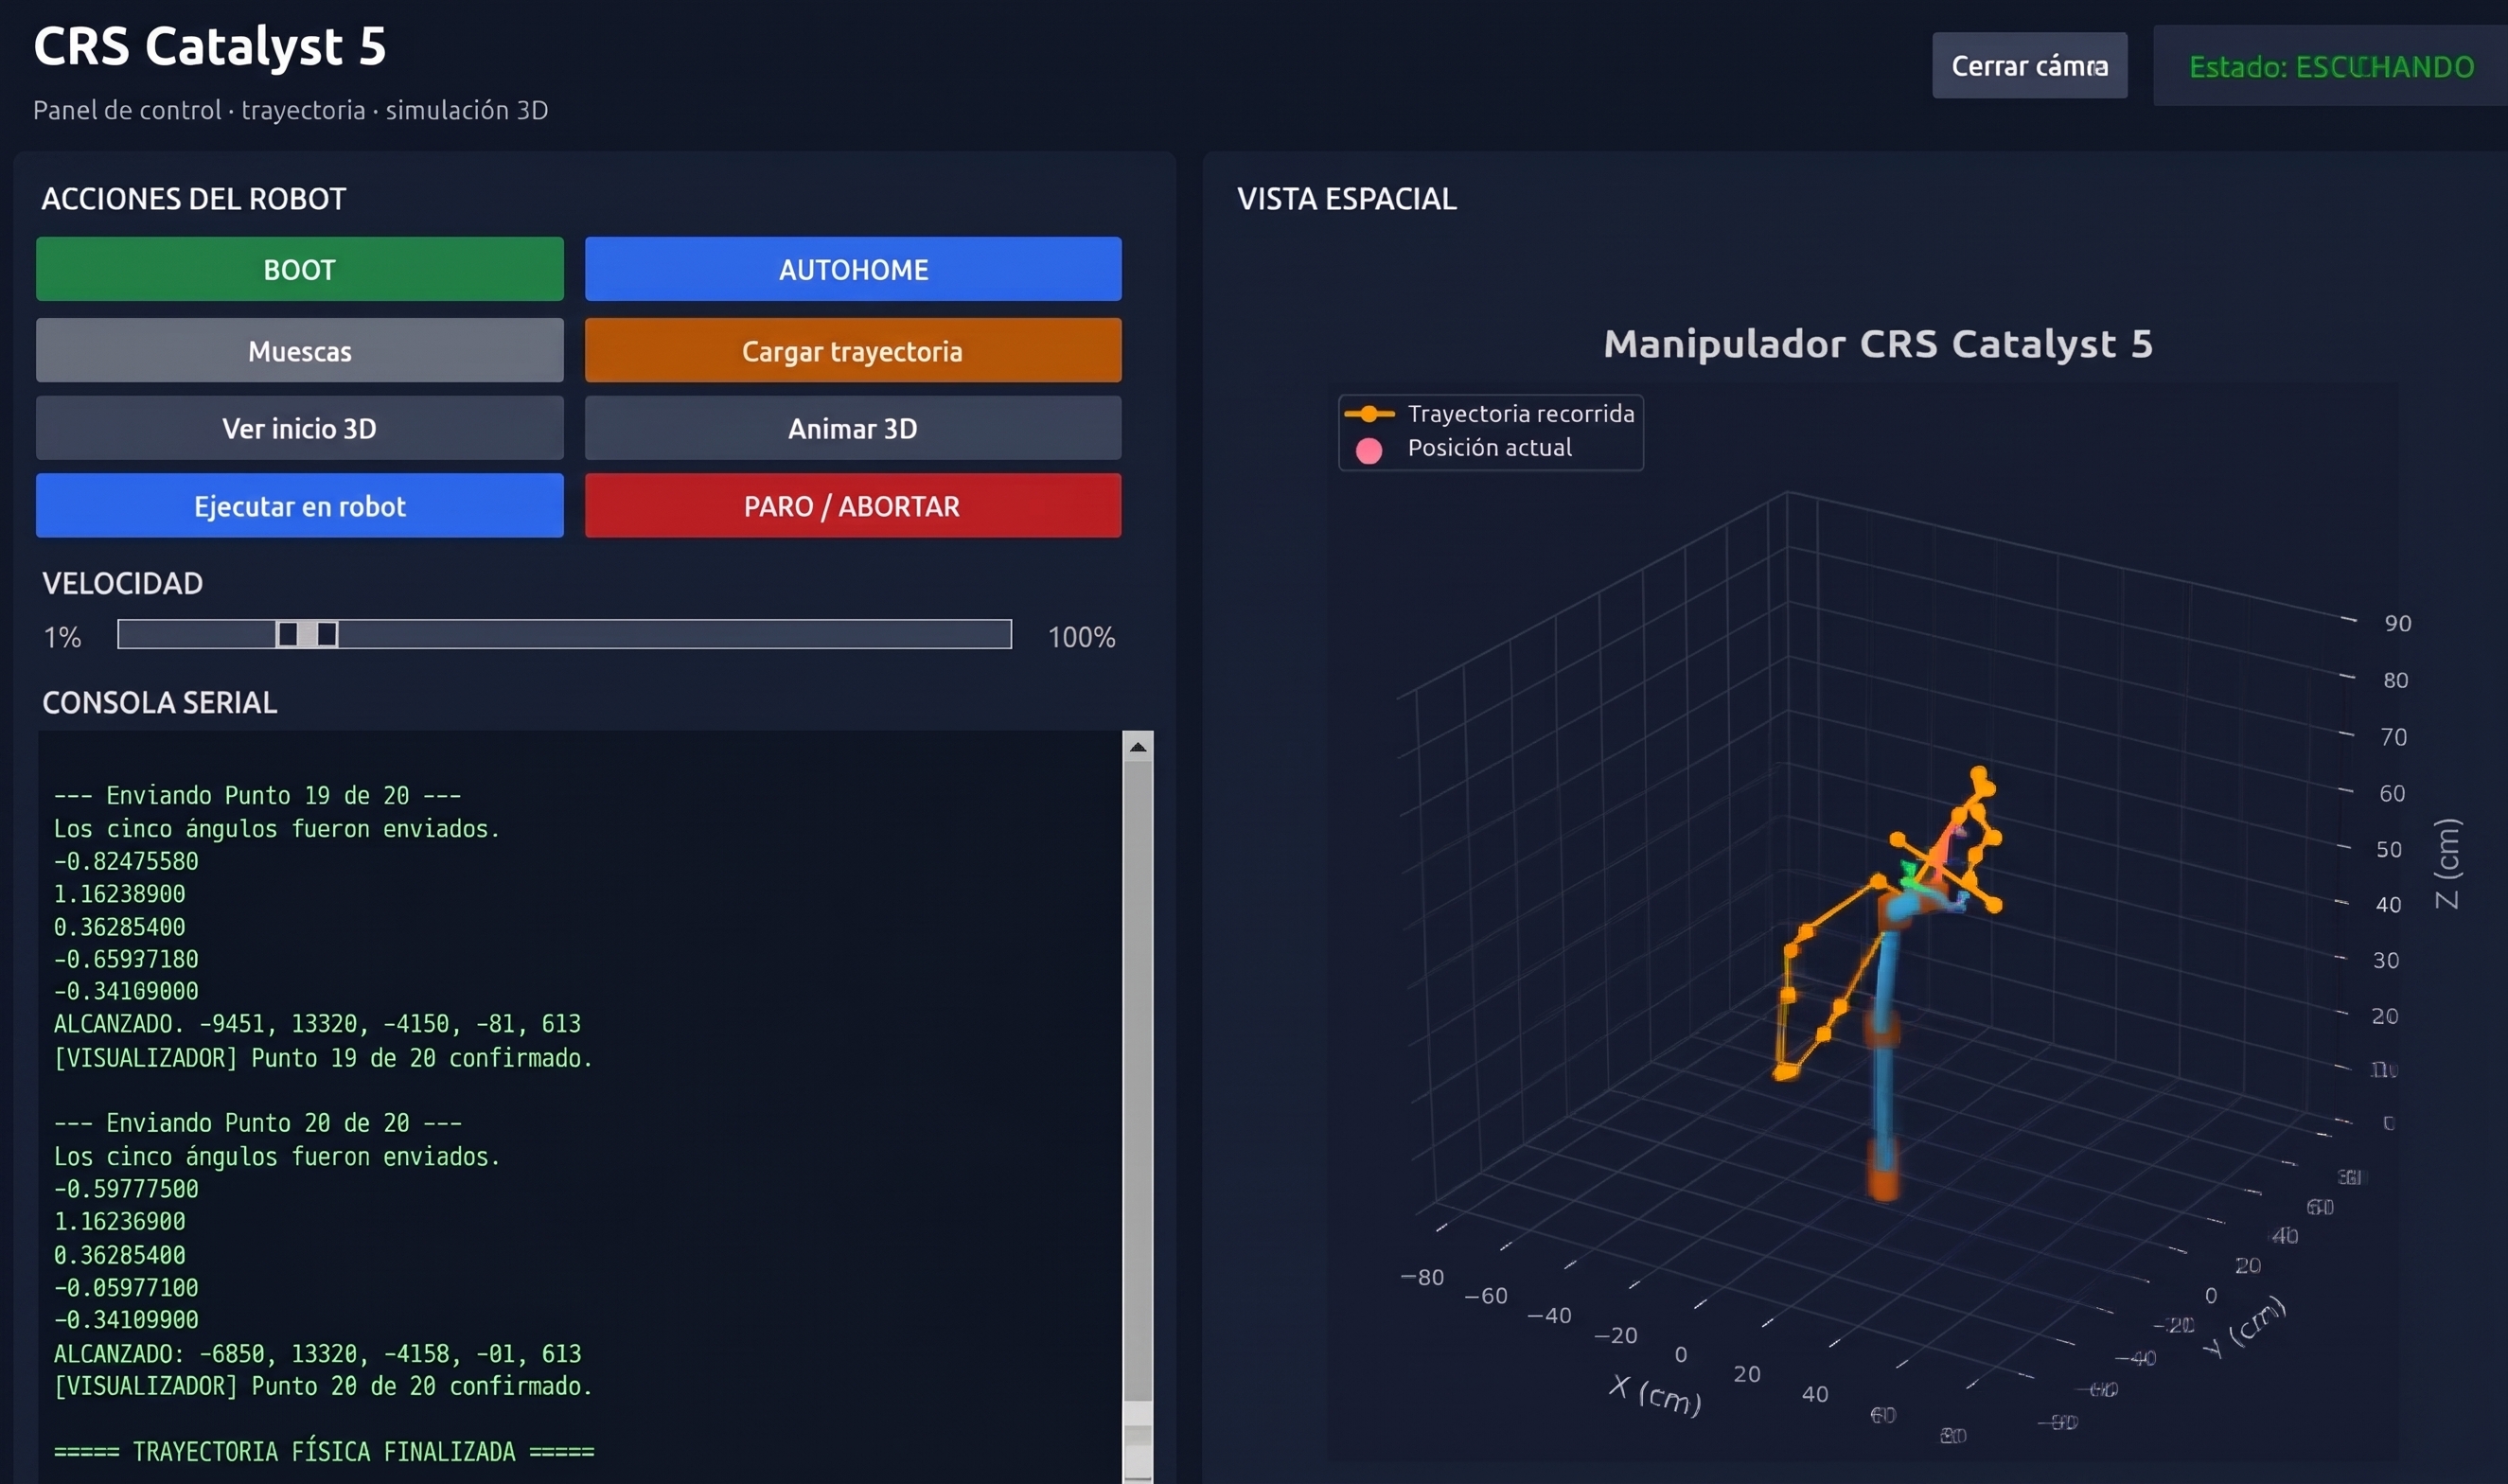 CRS Catalyst 5
Panel de control · trayectoria · simulación 3D
Estado: ESCUCHANDO
Cerrar
ACCIONES DEL ROBOT
BOOT
AUTOHOME
Muescas
Cargar trayectoria
Ver inicio 3D
Animar 3D
Ejecutar en robot
PARO / ABORTAR
VELOCIDAD
1%
100%
CONSOLA SERIAL
--- Enviando Punto 19 de 20 ---
Los cinco ángulos fueron enviados.
-0.82475580
1.16238900
0.36285400
-0.65937180
-0.34109000
ALCANZADO. -9451, 13320, -4150, -81, 613
[VISUALIZADOR] Punto 19 de 20 confirmado.
--- Enviando Punto 20 de 20 ---
Los cinco ángulos fueron enviados.
-0.59777500
1.16236900
0.36285400
-0.05977100
-0.34109900
ALCANZADO: -6850, 13320, -4158, -01, 613
[VISUALIZADOR] Punto 20 de 20 confirmado.
===== TRAYECTORIA FÍSICA FINALIZADA =====
VISTA ESPACIAL
Manipulador CRS Catalyst 5
Trayectoria recorrida
Posición actual
90
80
70
60
50
40
30
20
0
Z (cm)
-80
-60
-40
-20
0
20
40
X (cm)
40
20
0
-20
-40
Y (cm)